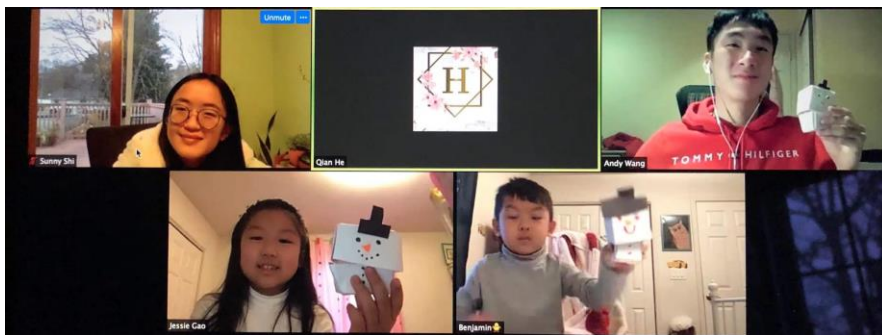 Unmute
Sunny Shi
H
Qian He
Andy Wang
TOMMY HILFIGER
Jessie Gao
Benjamin🐥